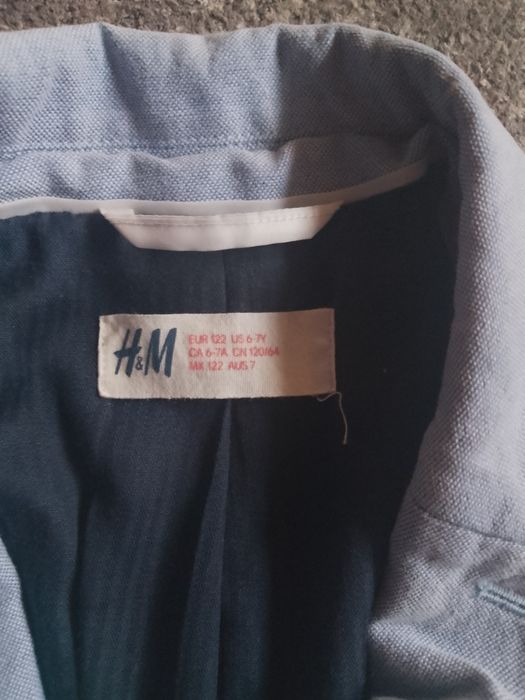 H&M
EUR 122 US 6-7Y
CA 6-7A CN 120/64
MX 122 AUS 7